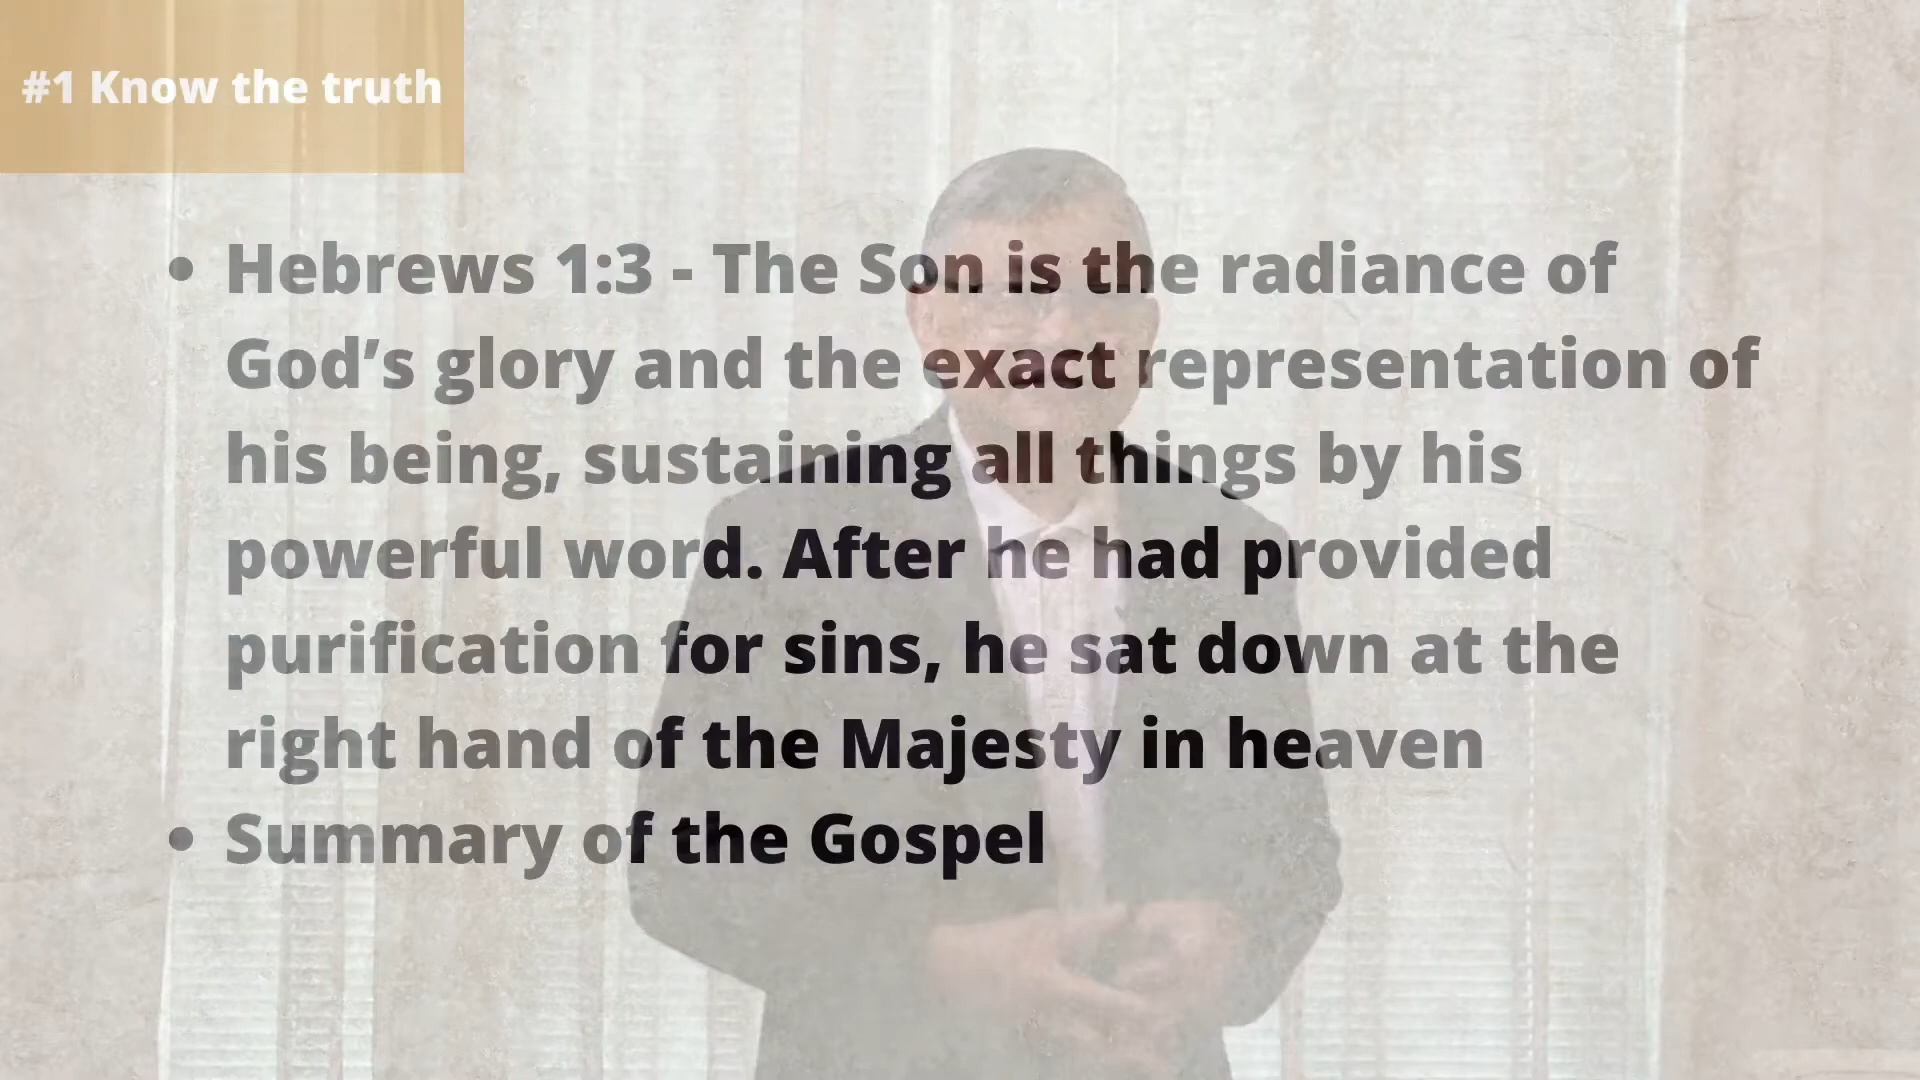 #1 Know the truth
• Hebrews 1:3 - The Son is the radiance of
God’s glory and the exact representation of
his being, sustaining all things by his
powerful word. After he had provided
purification for sins, he sat down at the
right hand of the Majesty in heaven
• Summary of the Gospel